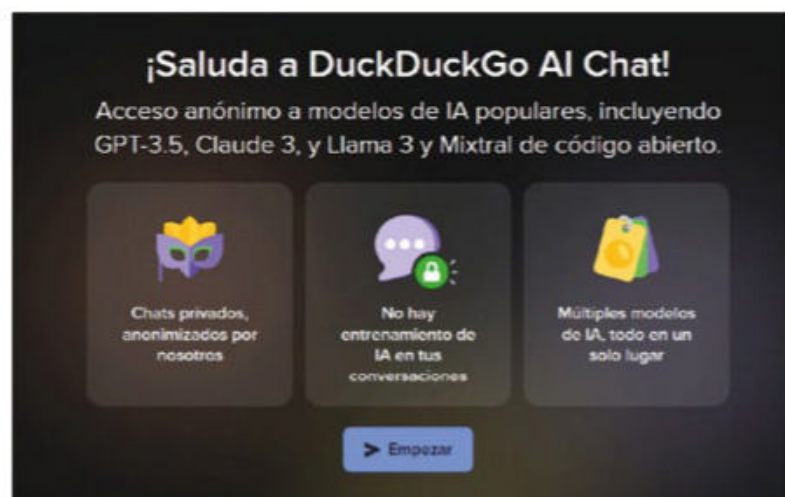 ¡Saluda a DuckDuckGo AI Chat!
Acceso anónimo a modelos de IA populares, incluyendo
GPT-3.5, Claude 3, y Llama 3 y Mixtral de código abierto.
Chats privados,
anonimizados por
nosotros
No hay
entrenamiento de
IA en tus
conversaciones
Múltiples modelos
de IA, todo en un
solo lugar
Empezar